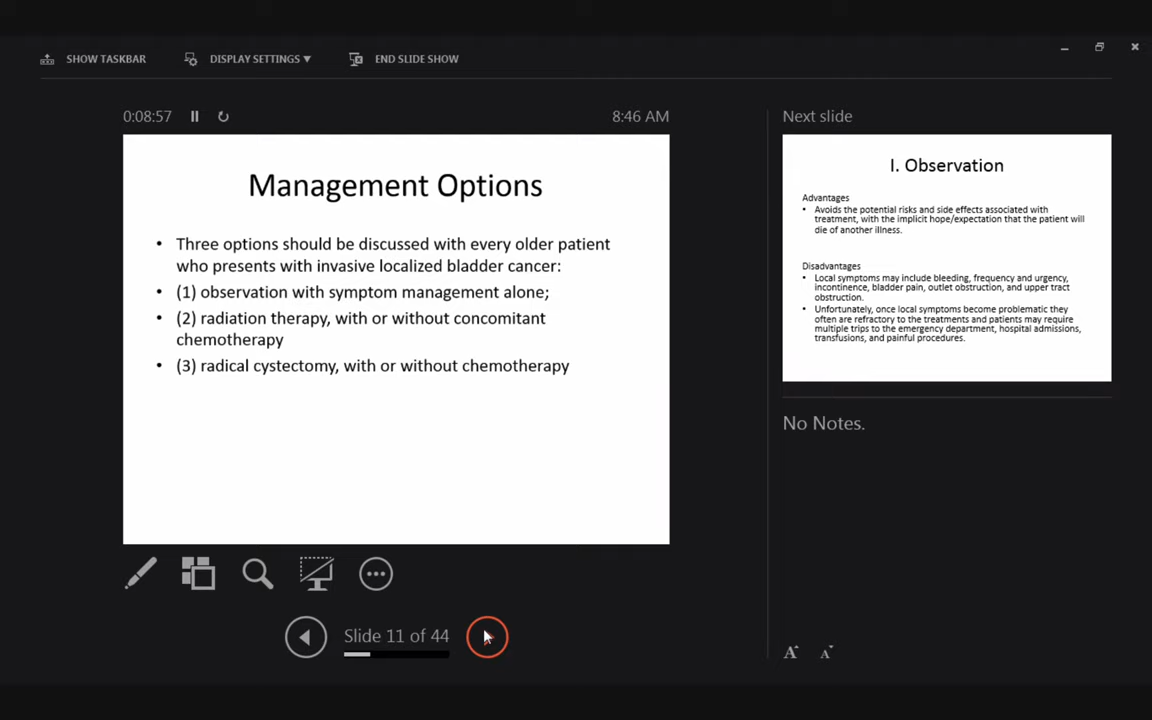 SHOW TASKBAR DISPLAY SETTINGS ▼ END SLIDE SHOW
0:08:57 8:46 AM
Management Options
• Three options should be discussed with every older patient
who presents with invasive localized bladder cancer:
• (1) observation with symptom management alone;
• (2) radiation therapy, with or without concomitant
chemotherapy
• (3) radical cystectomy, with or without chemotherapy
Slide 11 of 44
Next slide
I. Observation
Advantages
• Avoids the potential risks and side effects associated with
treatment, with the implicit hope/expectation that the patient will
die of another illness.
Disadvantages
• Local symptoms may include bleeding, frequency and urgency,
incontinence, bladder pain, outlet obstruction, and upper tract
obstruction.
• Unfortunately, once local symptoms become problematic they
often are refractory to the treatments and patients may require
multiple trips to the emergency department, hospital admissions,
transfusions, and painful procedures.
No Notes.
A A